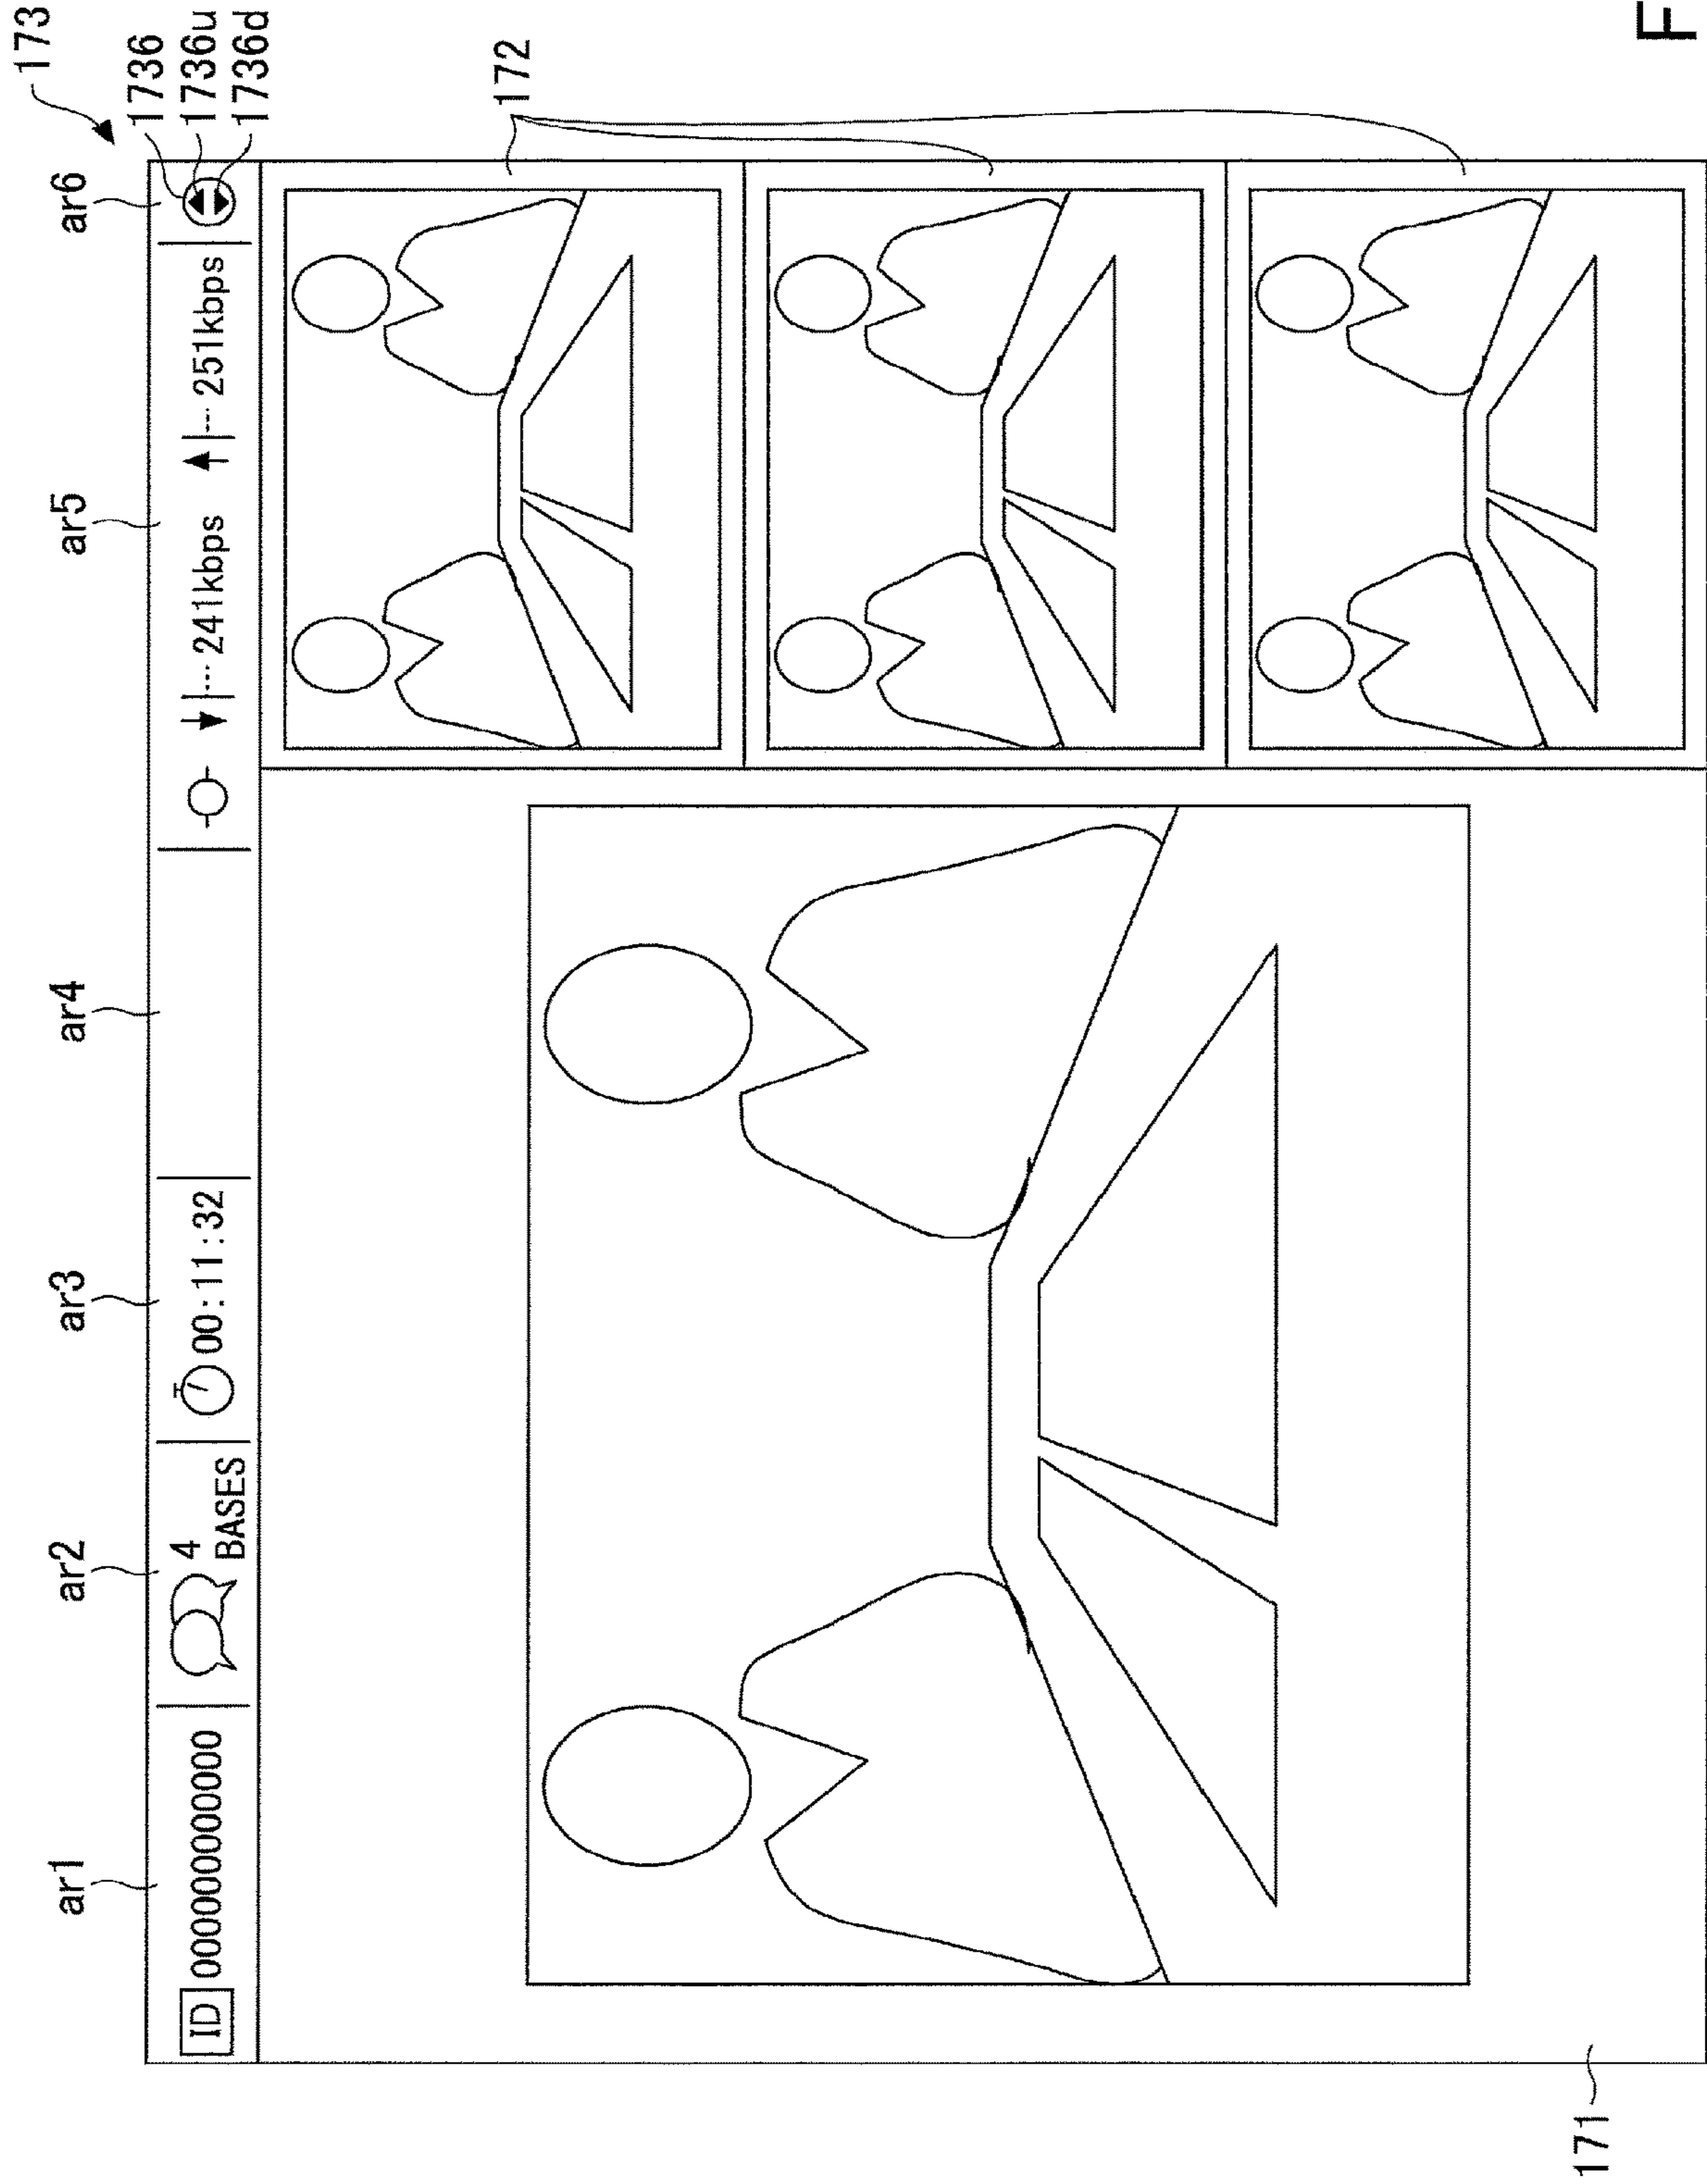 173
ar1 ar2 ar3 ar4 ar5 ar6 1736
1736u
1736d
ID 000000000000 4 BASES 00:11:32 241kbps 251kbps
172
171
F